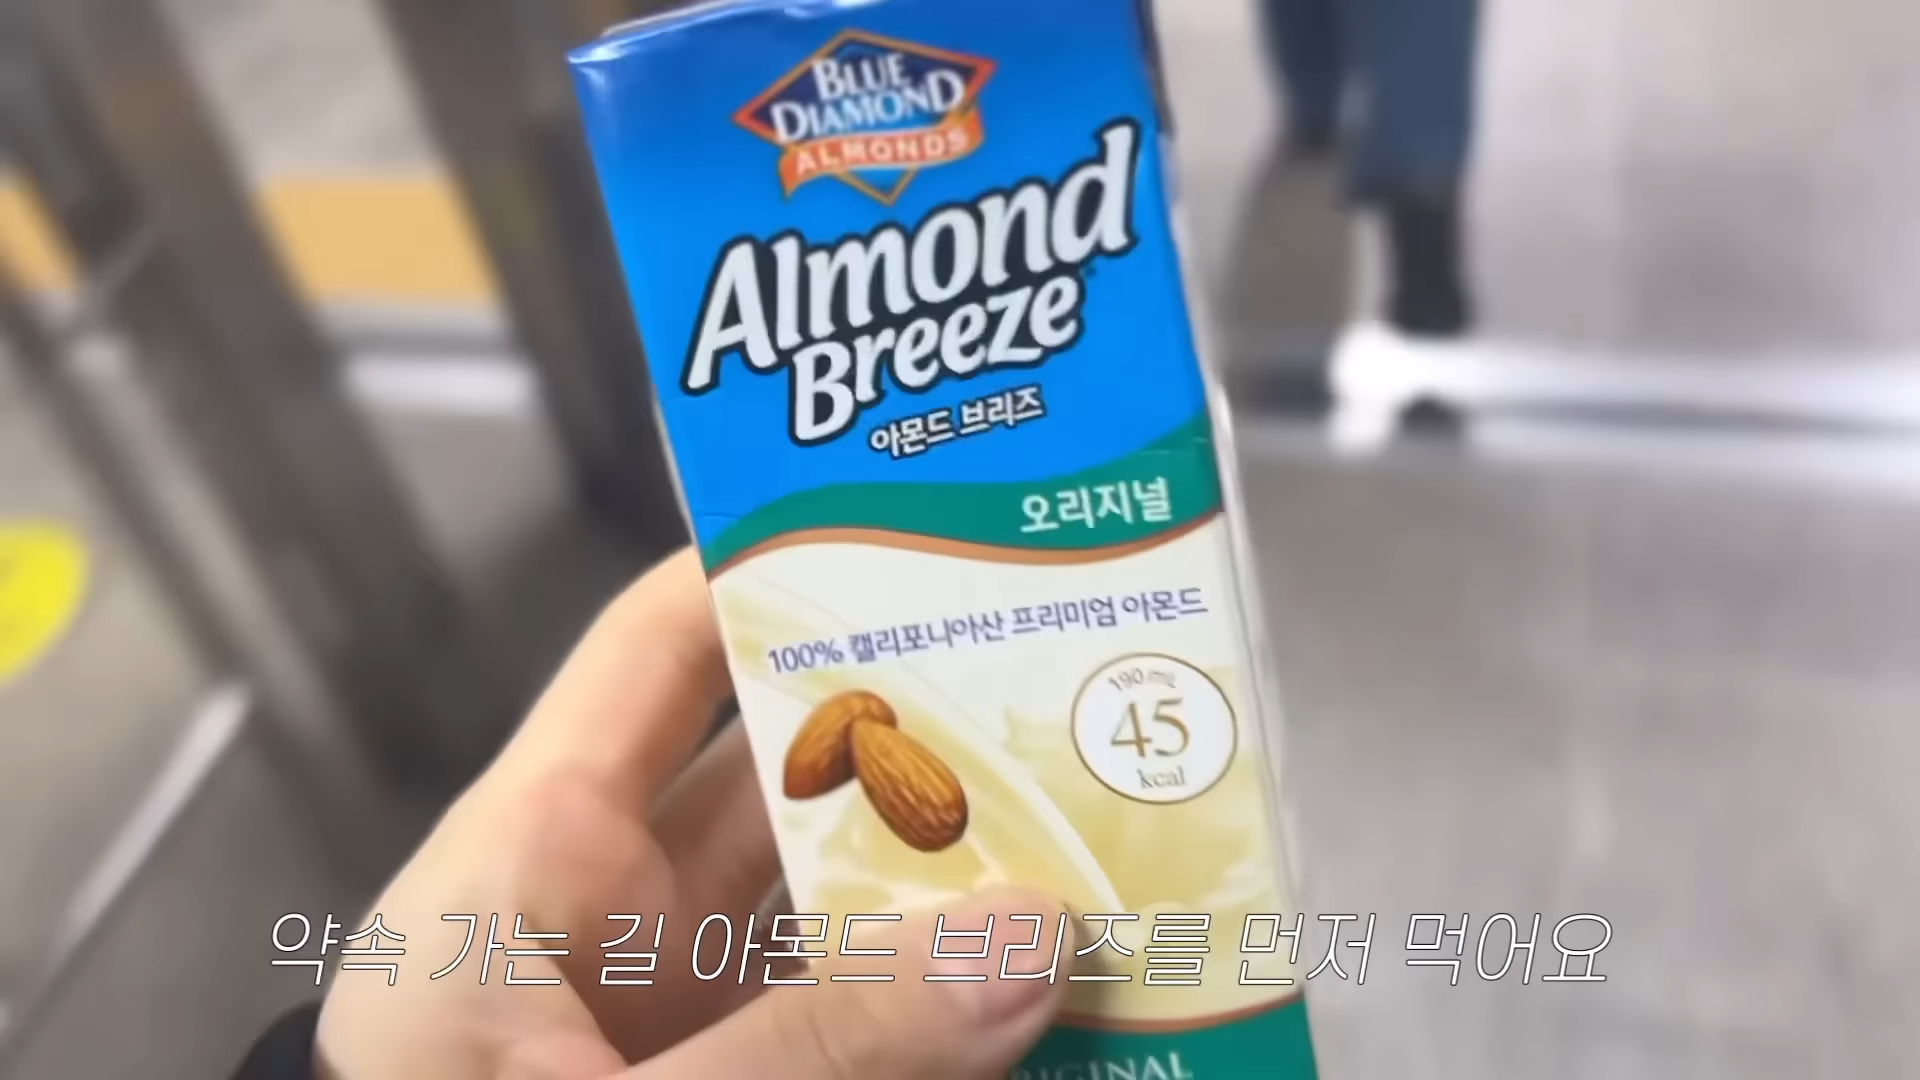 BLUE
DIAMOND
ALMONDS
Almond
Breeze
아몬드 브리즈
오리지널
100% 캘리포니아산 프리미엄 아몬드
190 mL
45
kcal
약속 가는 길 아몬드 브리즈를 먼저 먹어요